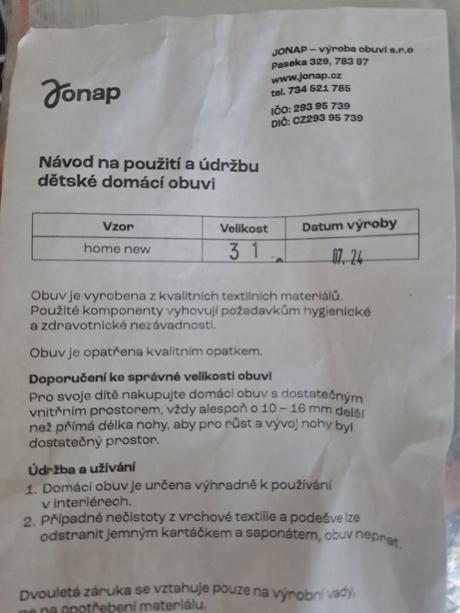 Jonap
JONAP – výroba obuvi s.r.o
Paseka 329, 783 97
www.jonap.cz
tel. 734 521 785
IČO: 293 95 739
DIČ: CZ293 95 739
Návod na použití a údržbu
dětské domácí obuvi
Vzor Velikost Datum výroby
home new 31 07.24
Obuv je vyrobena z kvalitních textilních materiálů.
Použité komponenty vyhovují požadavkům hygienické
a zdravotnické nezávadnosti.
Obuv je opatřena kvalitním opatkem.
Doporučení ke správné velikosti obuvi
Pro svoje dítě nakupujte domácí obuv s dostatečným
vnitřním prostorem, vždy alespoň o 10 – 16 mm delší
než přímá délka nohy, aby pro růst a vývoj nohy byl
dostatečný prostor.
Údržba a užívání
1. Domácí obuv je určena výhradně k používání
v interiérech.
2. Případné nečistoty z vrchové textilie a podešve lze
odstranit jemným kartáčkem a saponátem, obuv neprat.
Dvouletá záruka se vztahuje pouze na výrobní vady,
ne na opotřebení materiálu.